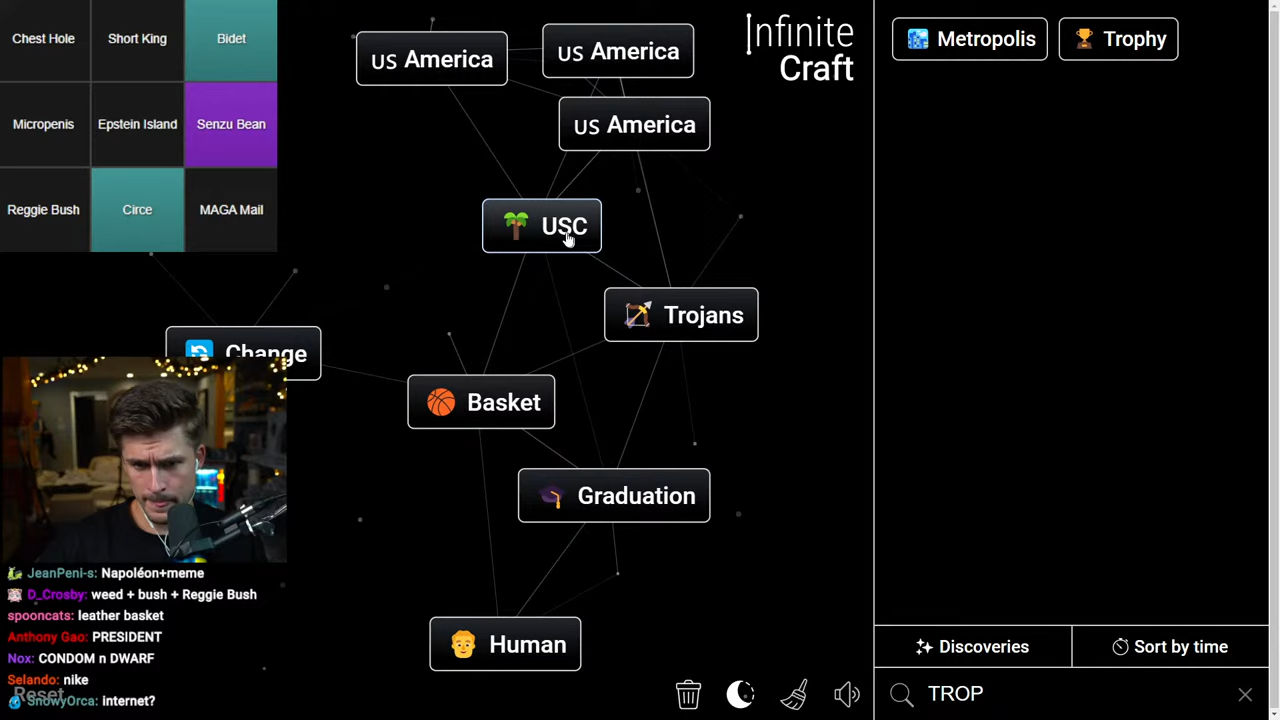 Chest Hole
Short King
Bidet
Micropenis
Epstein Island
Senzu Bean
Reggie Bush
Circe
MAGA Mail
US America
US America
US America
Infinite
Craft
Metropolis
Trophy
USC
Trojans
Change
Basket
Graduation
Human
JeanPeni-s: Napoléon+meme
D_Crosby: weed + bush + Reggie Bush
spooncats: leather basket
Anthony Gao: PRESIDENT
Nox: CONDOM n DWARF
Selando: nike
SnowyOrca: internet?
Reset
Discoveries
Sort by time
TROP